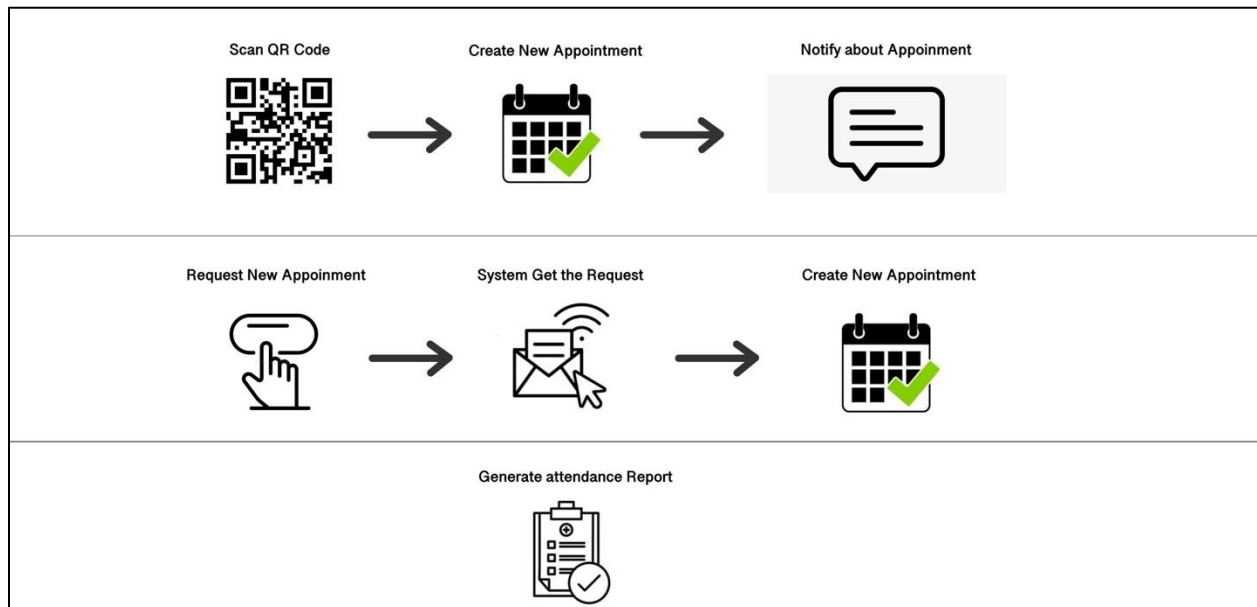 Scan QR Code
Create New Appointment
Notify about Appoinment
Request New Appoinment
System Get the Request
Create New Appointment
Generate attendance Report